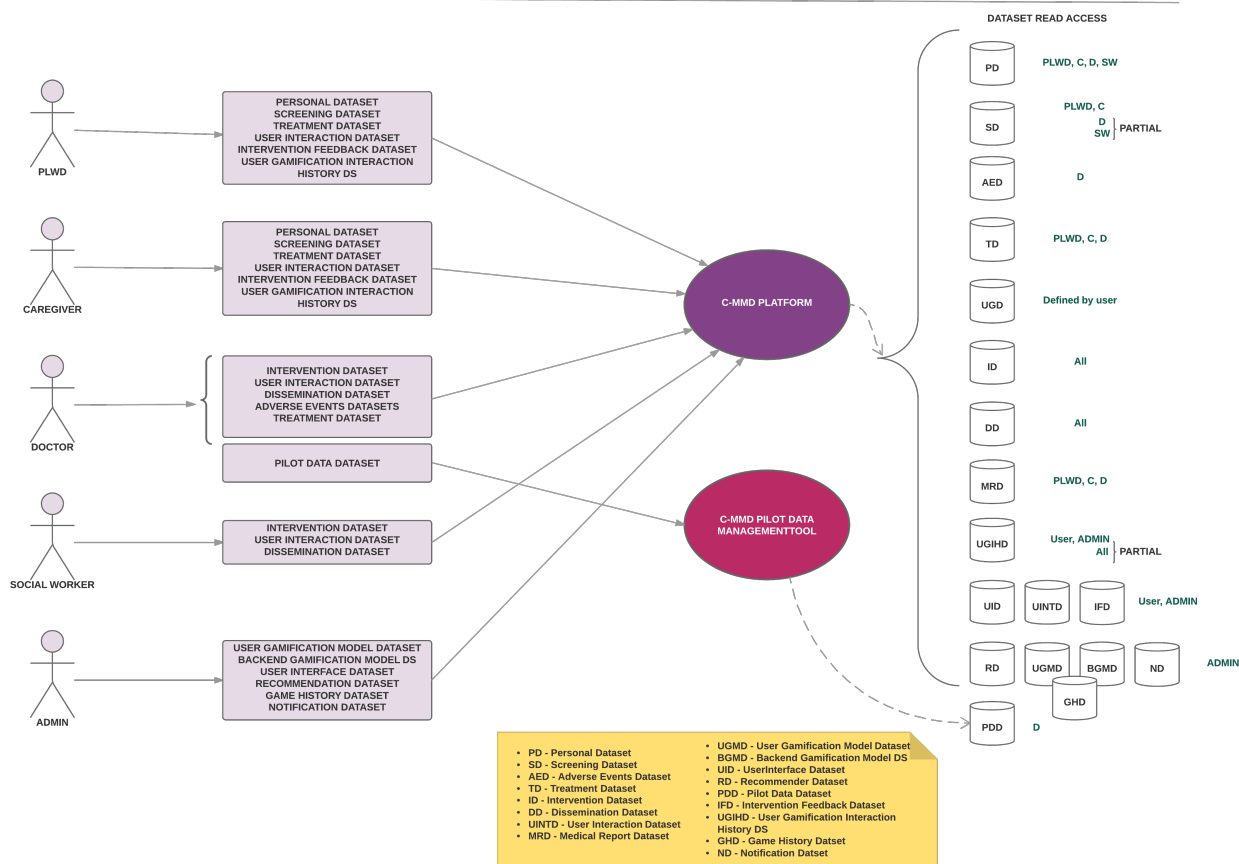 DATASET READ ACCESS
PLWD
PERSONAL DATASET
SCREENING DATASET
TREATMENT DATASET
USER INTERACTION DATASET
INTERVENTION FEEDBACK DATASET
USER GAMIFICATION INTERACTION
HISTORY DS
CAREGIVER
PERSONAL DATASET
SCREENING DATASET
TREATMENT DATASET
USER INTERACTION DATASET
INTERVENTION FEEDBACK DATASET
USER GAMIFICATION INTERACTION
HISTORY DS
DOCTOR
INTERVENTION DATASET
USER INTERACTION DATASET
DISSEMINATION DATASET
ADVERSE EVENTS DATASETS
TREATMENT DATASET
PILOT DATA DATASET
SOCIAL WORKER
INTERVENTION DATASET
USER INTERACTION DATASET
DISSEMINATION DATASET
ADMIN
USER GAMIFICATION MODEL DATASET
BACKEND GAMIFICATION MODEL DS
USER INTERFACE DATASET
RECOMMENDATION DATASET
GAME HISTORY DATASET
NOTIFICATION DATASET
C-MMD PLATFORM
C-MMD PILOT DATA
MANAGEMENTTOOL
PD
PLWD, C, D, SW
SD
PLWD, C
D
SW
PARTIAL
AED
D
TD
PLWD, C, D
UGD
Defined by user
ID
All
DD
All
MRD
PLWD, C, D
UGIHD
User, ADMIN
All
PARTIAL
UID
UINTD
IFD
User, ADMIN
RD
UGMD
BGMD
ND
ADMIN
GHD
PDD
D
• PD - Personal Dataset
• SD - Screening Dataset
• AED - Adverse Events Dataset
• TD - Treatment Dataset
• ID - Intervention Dataset
• DD - Dissemination Dataset
• UINTD - User Interaction Dataset
• MRD - Medical Report Dataset
• UGMD - User Gamification Model Dataset
• BGMD - Backend Gamification Model DS
• UID - UserInterface Dataset
• RD - Recommender Dataset
• PDD - Pilot Data Dataset
• IFD - Intervention Feedback Dataset
• UGIHD - User Gamification Interaction
History DS
• GHD - Game History Datset
• ND - Notification Datset